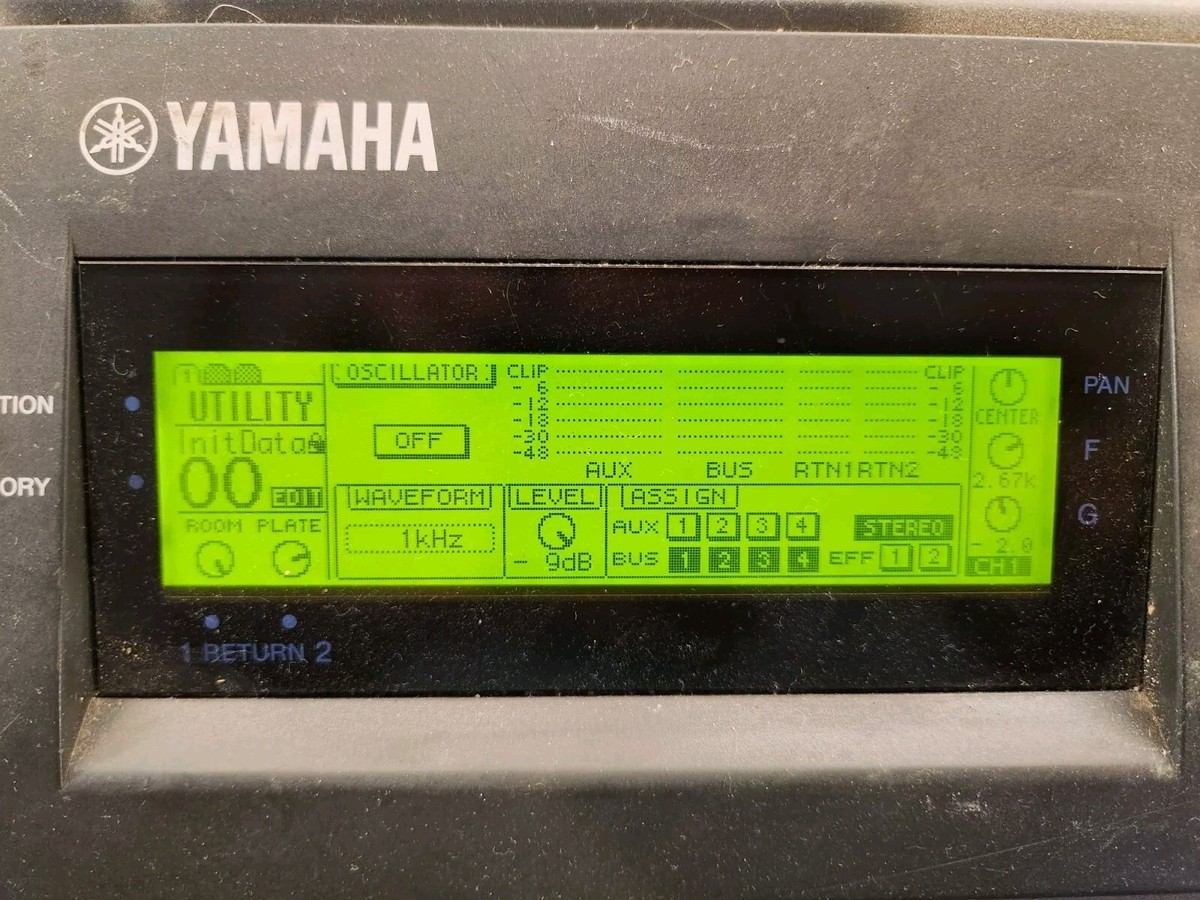 YAMAHA
TION
ORY
1
UTILITY
InitData
00 EDIT
ROOM PLATE
OSCILLATOR
OFF
CLIP CLIP
- 6 - 6
-12 -12
-18 -18
-30 -30
-48 -48
AUX BUS RTN1 RTN2
WAVEFORM
1kHz
LEVEL
- 9dB
ASSIGN
AUX 1 2 3 4 STEREO
BUS 1 2 3 4 EFF 1 2
CENTER
2.67k
- 2.0
CH1
PAN
F
G
1 RETURN 2